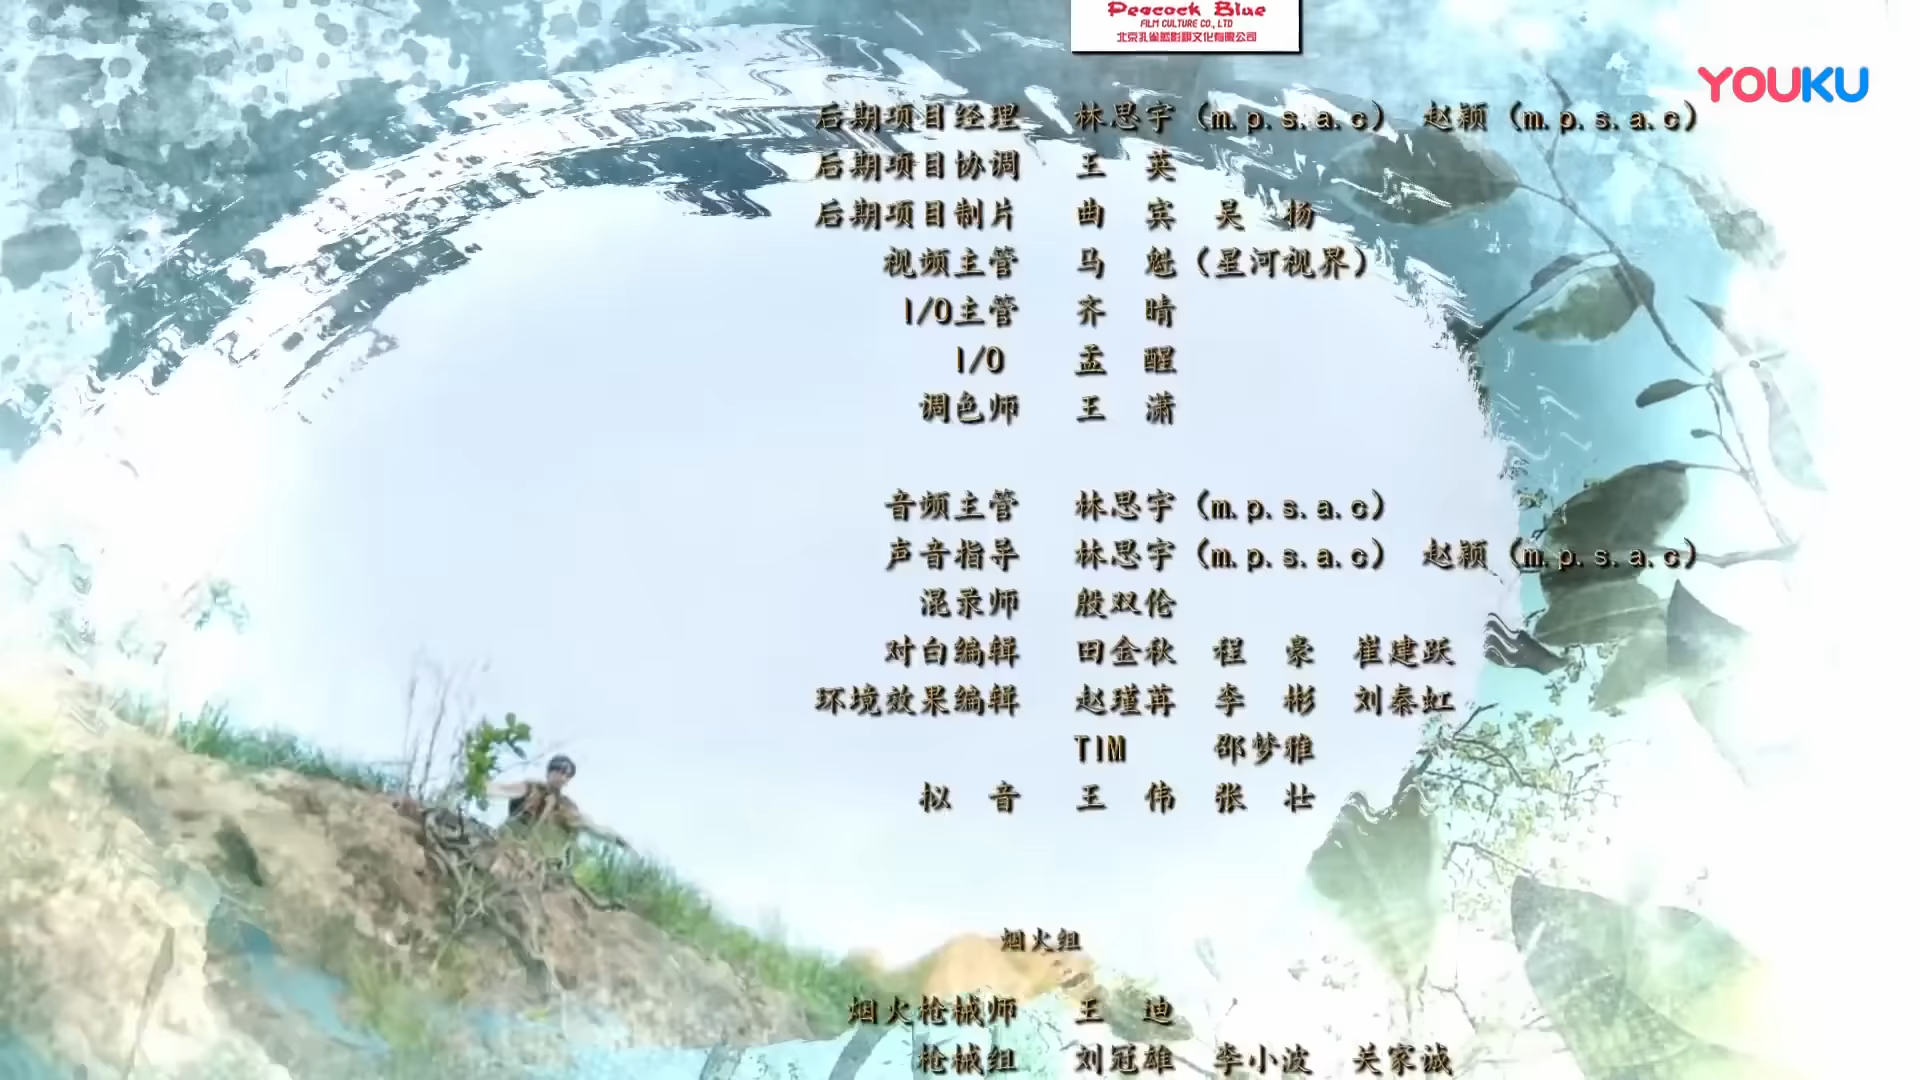 Peacock Blue
FILM CULTURE CO., LTD
北京孔雀蓝影视文化有限公司
YOUKU
后期项目经理 林思宇（m.p.s.a.c） 赵颖（m.p.s.a.c）
后期项目协调 王 英
后期项目制片 曲 宾 吴 扬
视频主管 马 魁（星河视界）
I/O主管 齐 晴
I/O 孟 醒
调色师 王 潇
音频主管 林思宇（m.p.s.a.c）
声音指导 林思宇（m.p.s.a.c） 赵颖（m.p.s.a.c）
混录师 殷双伦
对白编辑 田金秋 程 豪 崔建跃
环境效果编辑 赵瑾苒 李 彬 刘秦虹
TIM 邵梦雅
拟 音 王 伟 张 壮
烟火组
烟火枪械师 王 迪
枪械组 刘冠雄 李小波 关家诚